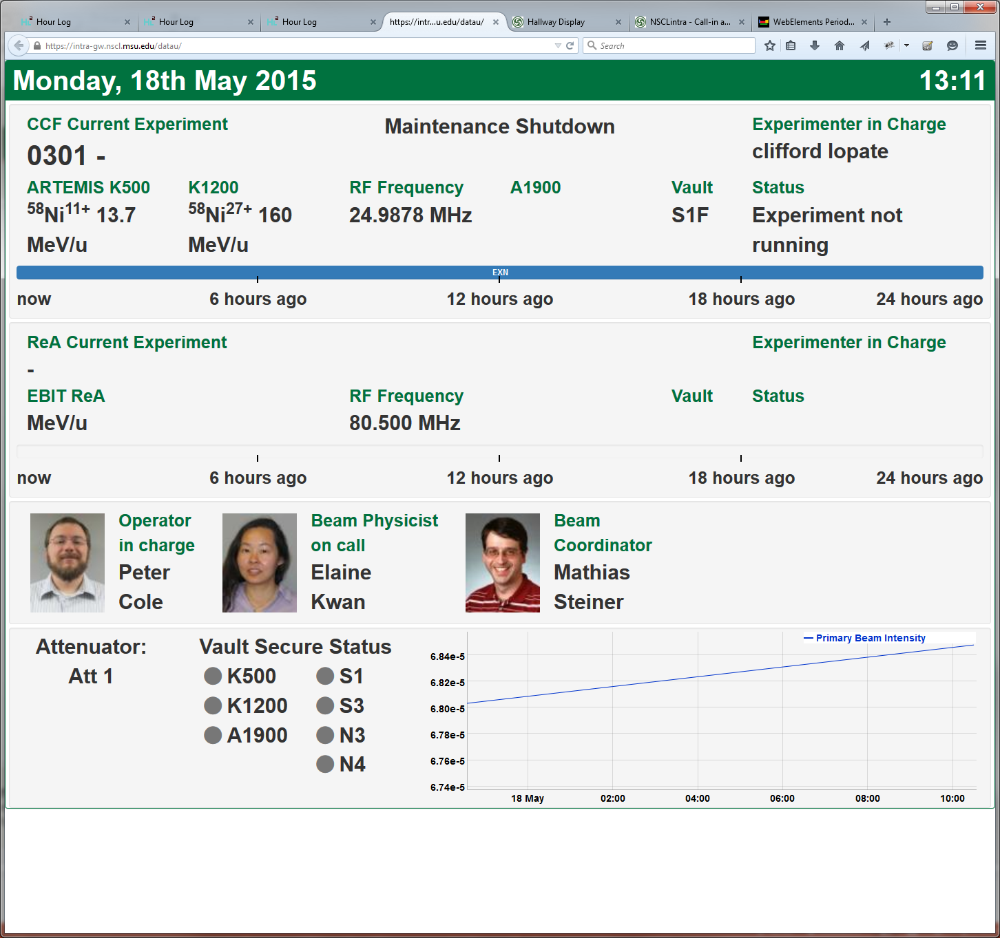 Hour Log
Hour Log
Hour Log
https://intr...u.edu/datau/
Hallway Display
NSCLintra - Call-in a...
WebElements Period...
https://intra-gw.nscl.msu.edu/datau/
Search
Monday, 18th May 2015
13:11
CCF Current Experiment
Maintenance Shutdown
Experimenter in Charge
0301 -
clifford lopate
ARTEMIS K500
K1200
RF Frequency
A1900
Vault
Status
58Ni11+ 13.7
MeV/u
58Ni27+ 160
MeV/u
24.9878 MHz
S1F
Experiment not
running
EXN
now
6 hours ago
12 hours ago
18 hours ago
24 hours ago
ReA Current Experiment
Experimenter in Charge
-
EBIT ReA
RF Frequency
Vault
Status
MeV/u
80.500 MHz
now
6 hours ago
12 hours ago
18 hours ago
24 hours ago
Operator
in charge
Peter
Cole
Beam Physicist
on call
Elaine
Kwan
Beam
Coordinator
Mathias
Steiner
Attenuator:
Att 1
Vault Secure Status
K500
S1
K1200
S3
A1900
N3
N4
Primary Beam Intensity
6.84e-5
6.82e-5
6.80e-5
6.78e-5
6.76e-5
6.74e-5
18 May
02:00
04:00
06:00
08:00
10:00